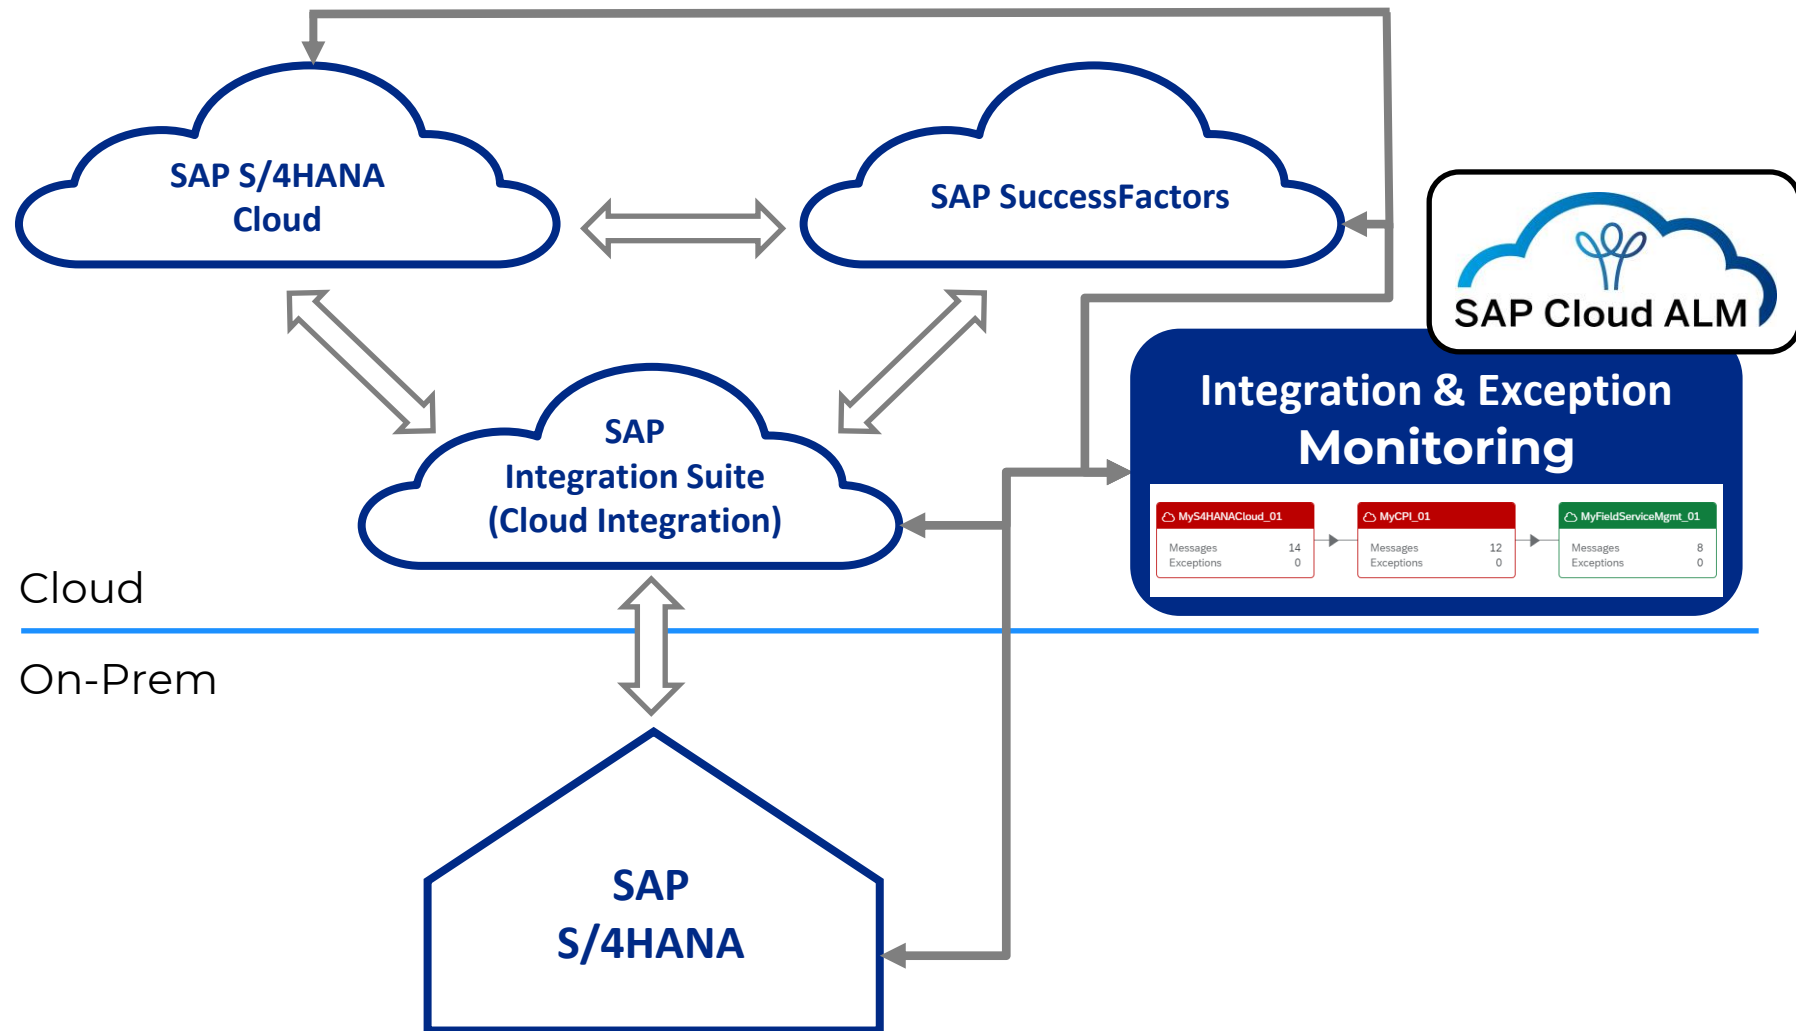 SAP S/4HANA
Cloud
SAP SuccessFactors
SAP Cloud ALM
SAP
Integration Suite
(Cloud Integration)
Integration & Exception
Monitoring
MyS4HANACloud_01
Messages 14
Exceptions 0
MyCPI_01
Messages 12
Exceptions 0
MyFieldServiceMgmt_01
Messages 8
Exceptions 0
Cloud
On-Prem
SAP
S/4HANA